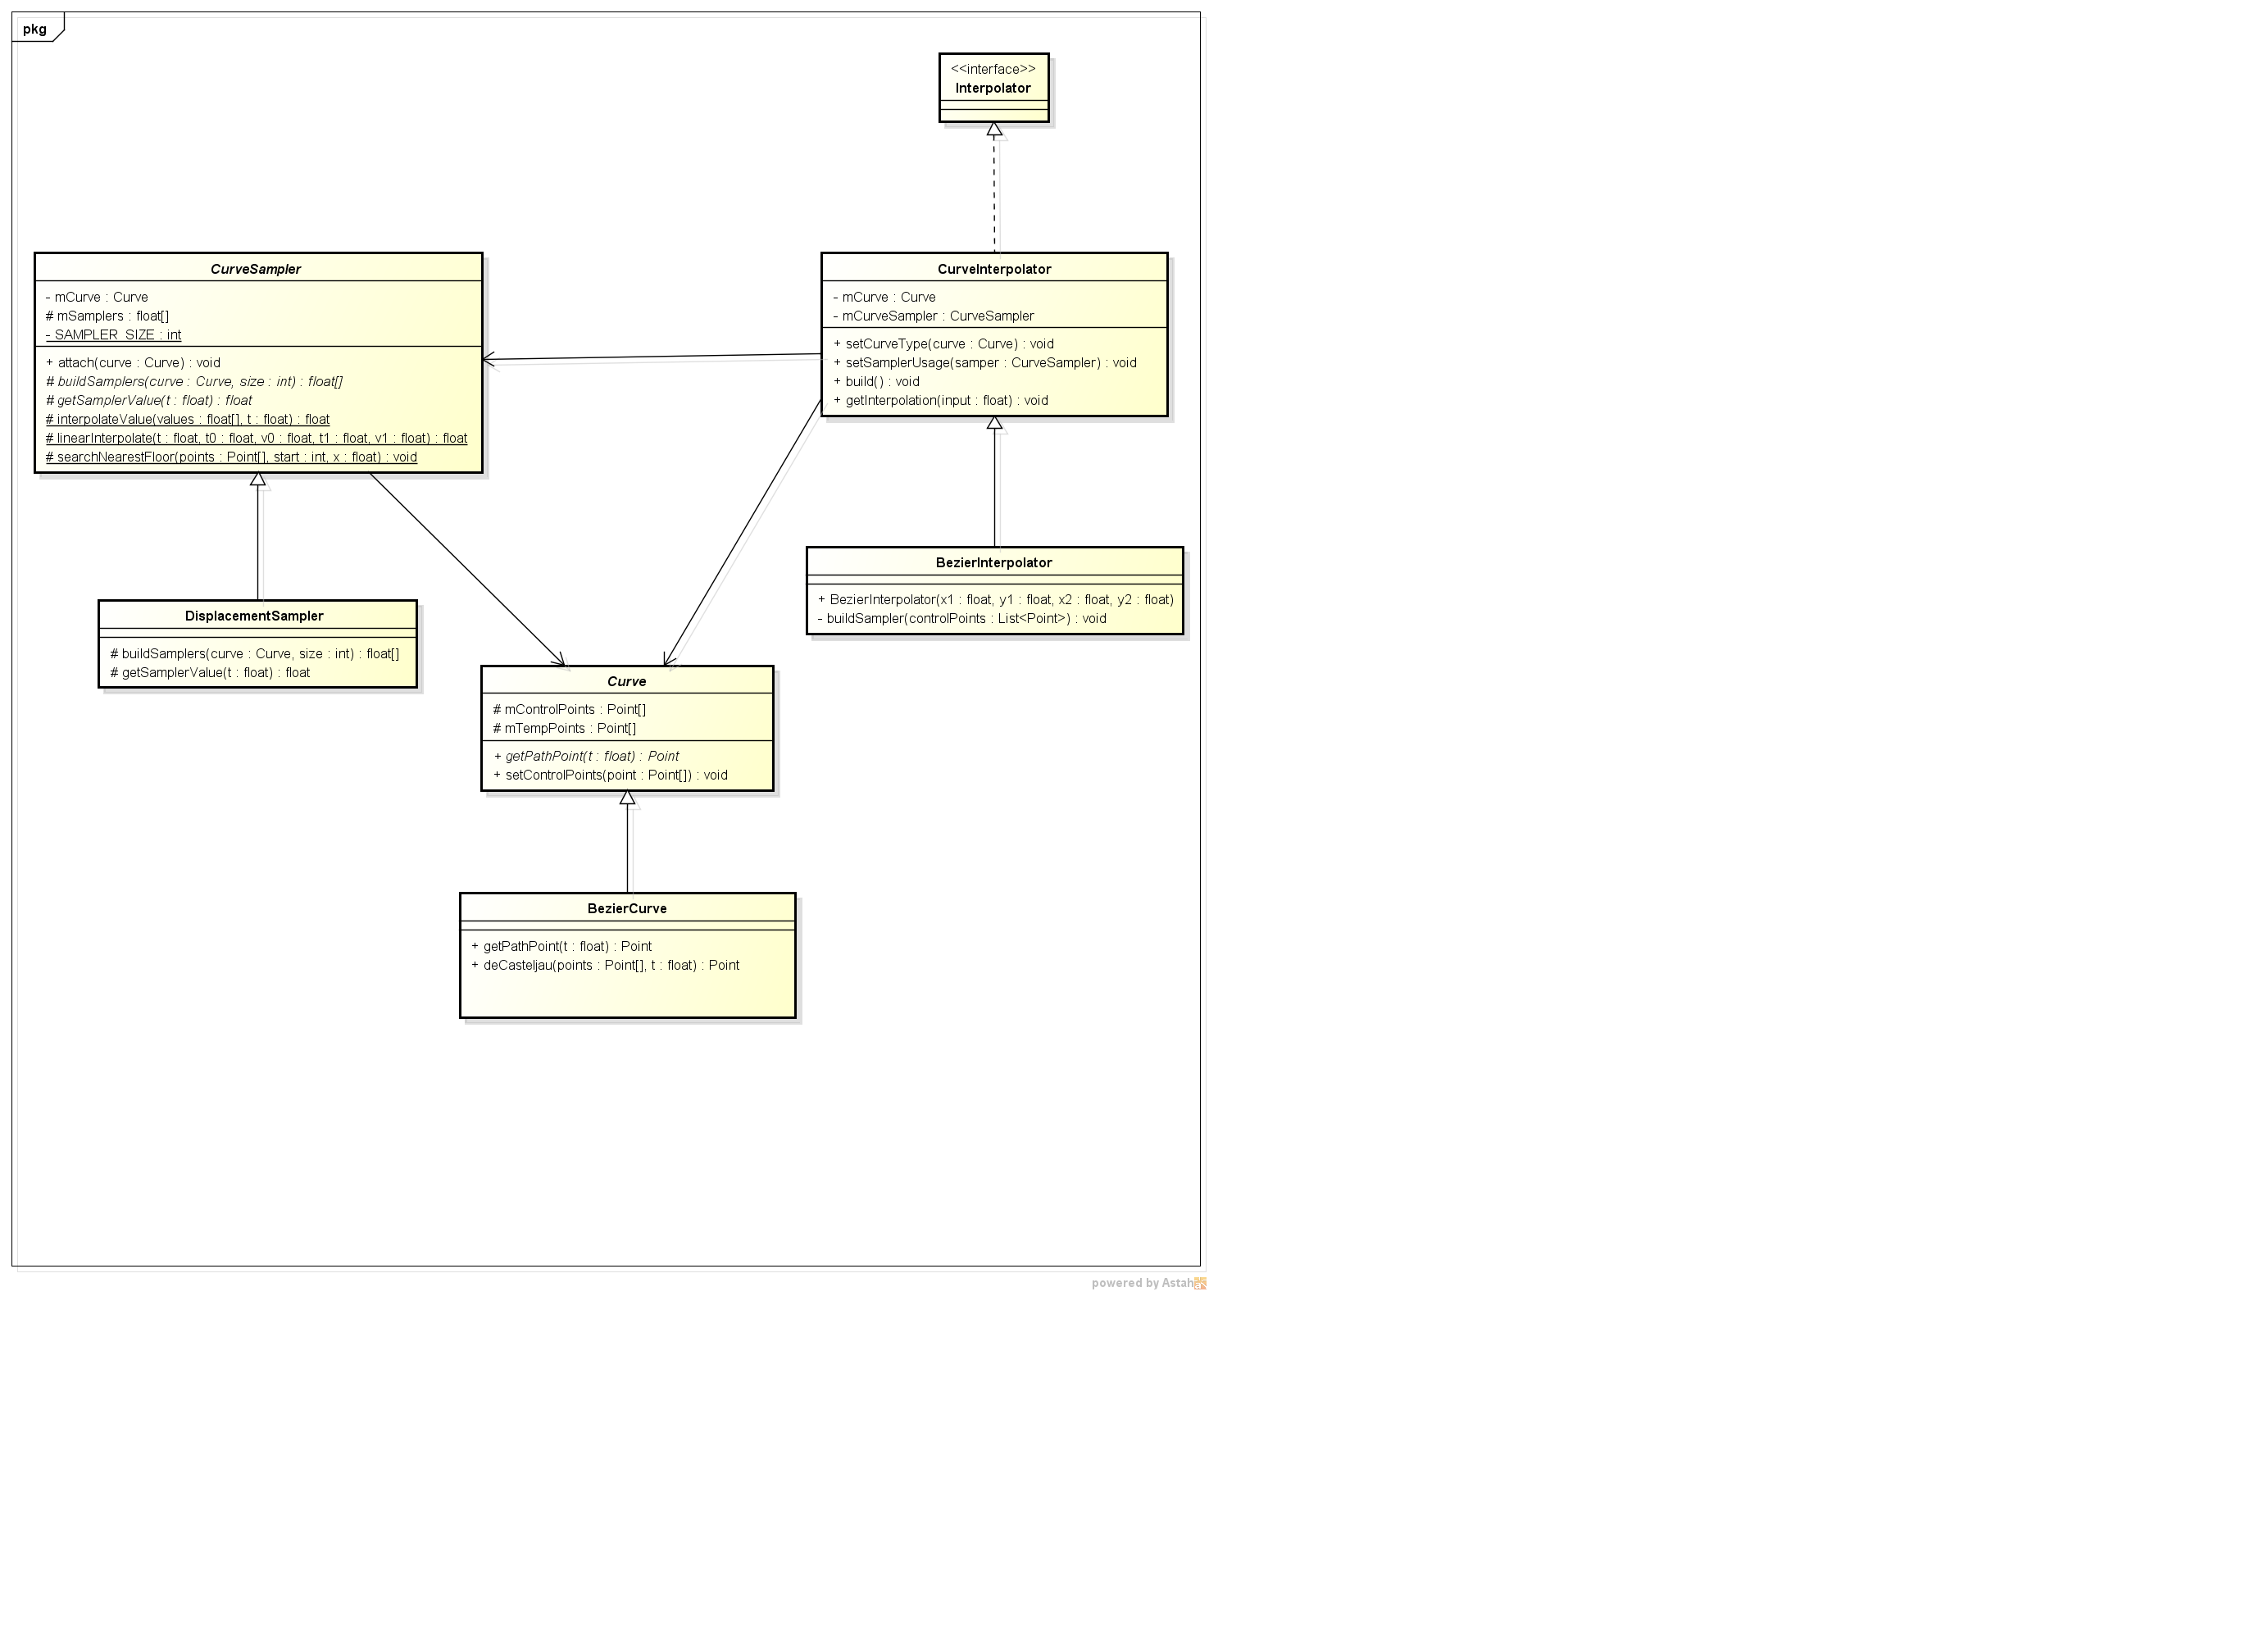 pkg
<<interface>>
Interpolator
CurveSampler
- mCurve : Curve
# mSamplers : float[]
- SAMPLER_SIZE : int
+ attach(curve : Curve) : void
# buildSamplers(curve : Curve, size : int) : float[]
# getSamplerValue(t : float) : float
# interpolateValue(values : float[], t : float) : float
# linearInterpolate(t : float, t0 : float, v0 : float, t1 : float, v1 : float) : float
# searchNearestFloor(points : Point[], start : int, x : float) : void
CurveInterpolator
- mCurve : Curve
- mCurveSampler : CurveSampler
+ setCurveType(curve : Curve) : void
+ setSamplerUsage(samper : CurveSampler) : void
+ build() : void
+ getInterpolation(input : float) : void
BezierInterpolator
+ BezierInterpolator(x1 : float, y1 : float, x2 : float, y2 : float)
- buildSampler(controlPoints : List<Point>) : void
DisplacementSampler
# buildSamplers(curve : Curve, size : int) : float[]
# getSamplerValue(t : float) : float
Curve
# mControlPoints : Point[]
# mTempPoints : Point[]
+ getPathPoint(t : float) : Point
+ setControlPoints(point : Point[]) : void
BezierCurve
+ getPathPoint(t : float) : Point
+ deCasteljau(points : Point[], t : float) : Point
powered by Astah